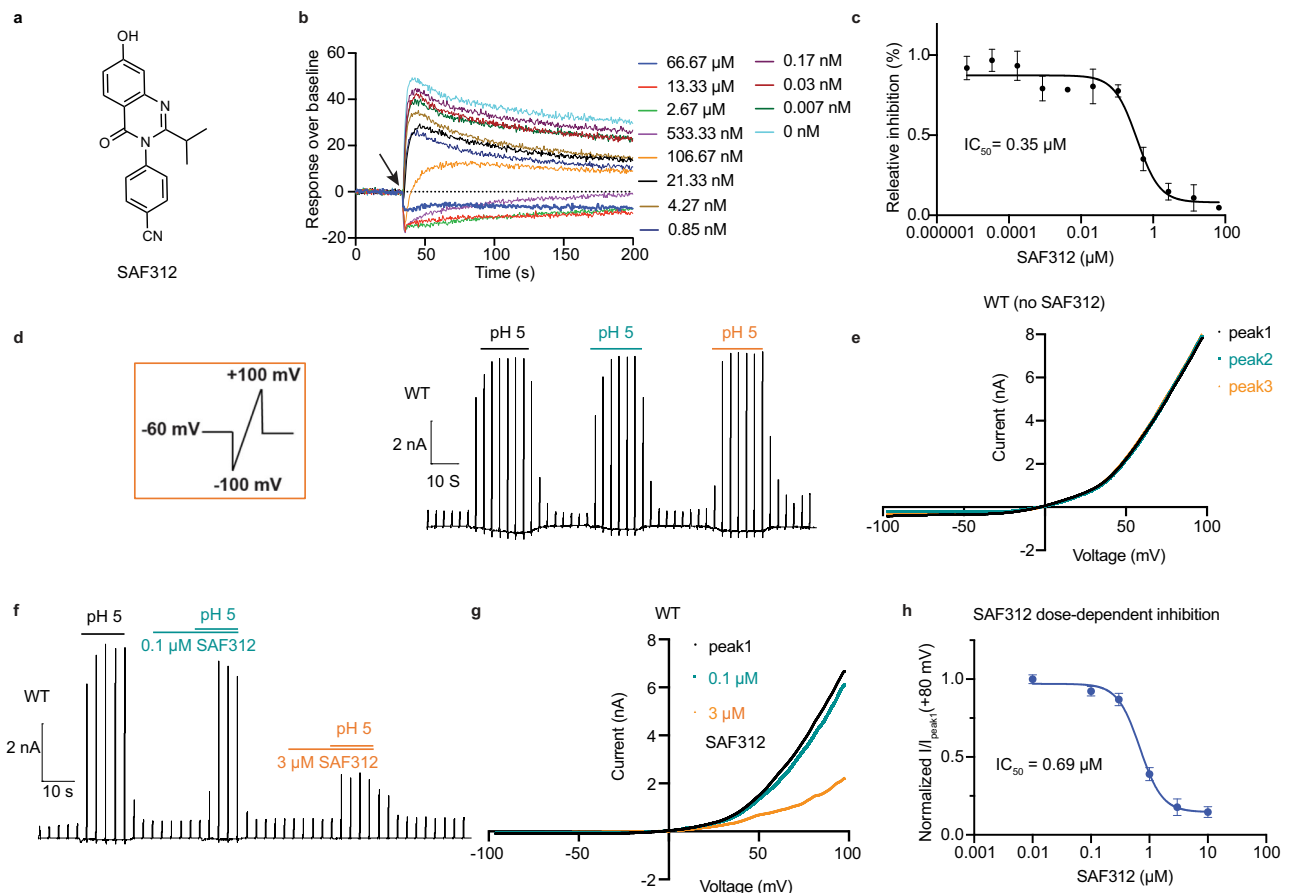 a
OH
N
N
O
CN
SAF312
b
Response over baseline
60
40
20
0
-20
0
50
100
150
200
Time (s)
66.67 µM
13.33 µM
2.67 µM
533.33 nM
106.67 nM
21.33 nM
4.27 nM
0.85 nM
0.17 nM
0.03 nM
0.007 nM
0 nM
c
Releative inhibition (%)
1.0
0.5
0.0
IC50= 0.35 µM
0.000001
0.0001
0.01
1
100
SAF312 (µM)
d
+100 mV
-60 mV
-100 mV
WT
2 nA
10 S
pH 5
pH 5
pH 5
WT (no SAF312)
e
Current (nA)
8
6
4
2
-2
-100
-50
50
100
Voltage (mV)
peak1
peak2
peak3
f
WT
2 nA
10 s
pH 5
pH 5
0.1 µM SAF312
pH 5
3 µM SAF312
g
WT
Current (nA)
8
6
4
2
-2
-100
-50
50
100
Voltage (mV)
peak1
0.1 µM
3 µM
SAF312
h
SAF312 dose-dependent inhibition
Normalized I/Ipeak1(+80 mV)
1.0
0.5
0.0
IC50 = 0.69 µM
0.001
0.01
0.1
1
10
100
SAF312 (µM)